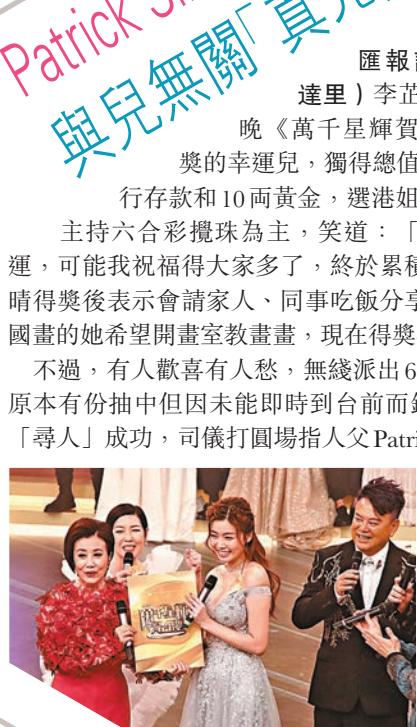 Patrick
與兒無關「真兄
匯報
達里）李芷
晚《萬千星輝賀
獎的幸運兒，獨得總值
行存款和10両黃金，選港姐
主持六合彩攪珠為主，笑道：「
運，可能我祝福得大家多了，終於累積
晴得獎後表示會請家人、同事吃飯分享
國畫的她希望開畫室教畫畫，現在得獎
不過，有人歡喜有人愁，無綫派出6
原本有份抽中但因未能即時到台前而
「尋人」成功，司儀打圓場指人父Patri